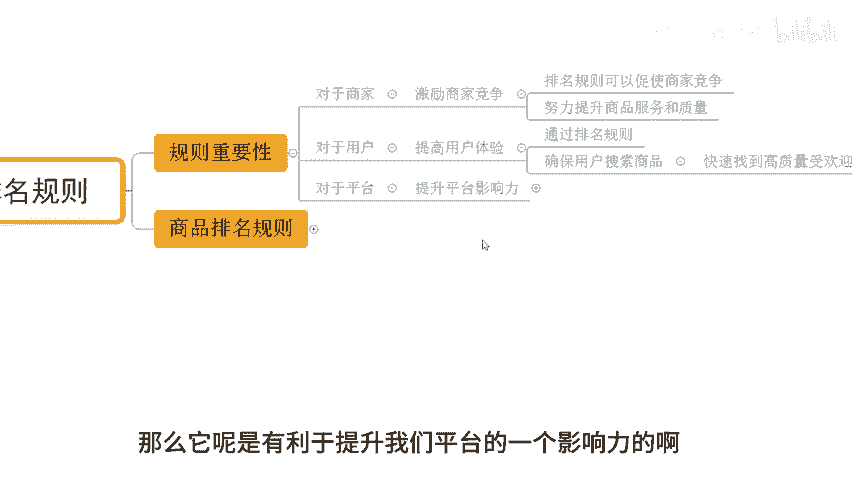 bilibili
排名规则可以促使商家竞争
对于商家 激励商家竞争
努力提升商品服务和质量
规则重要性
通过排名规则
对于用户 提高用户体验
确保用户搜索商品 快速找到高质量受欢迎
名规则
对于平台 提升平台影响力
商品排名规则
那么它呢是有利于提升我们平台的一个影响力的啊